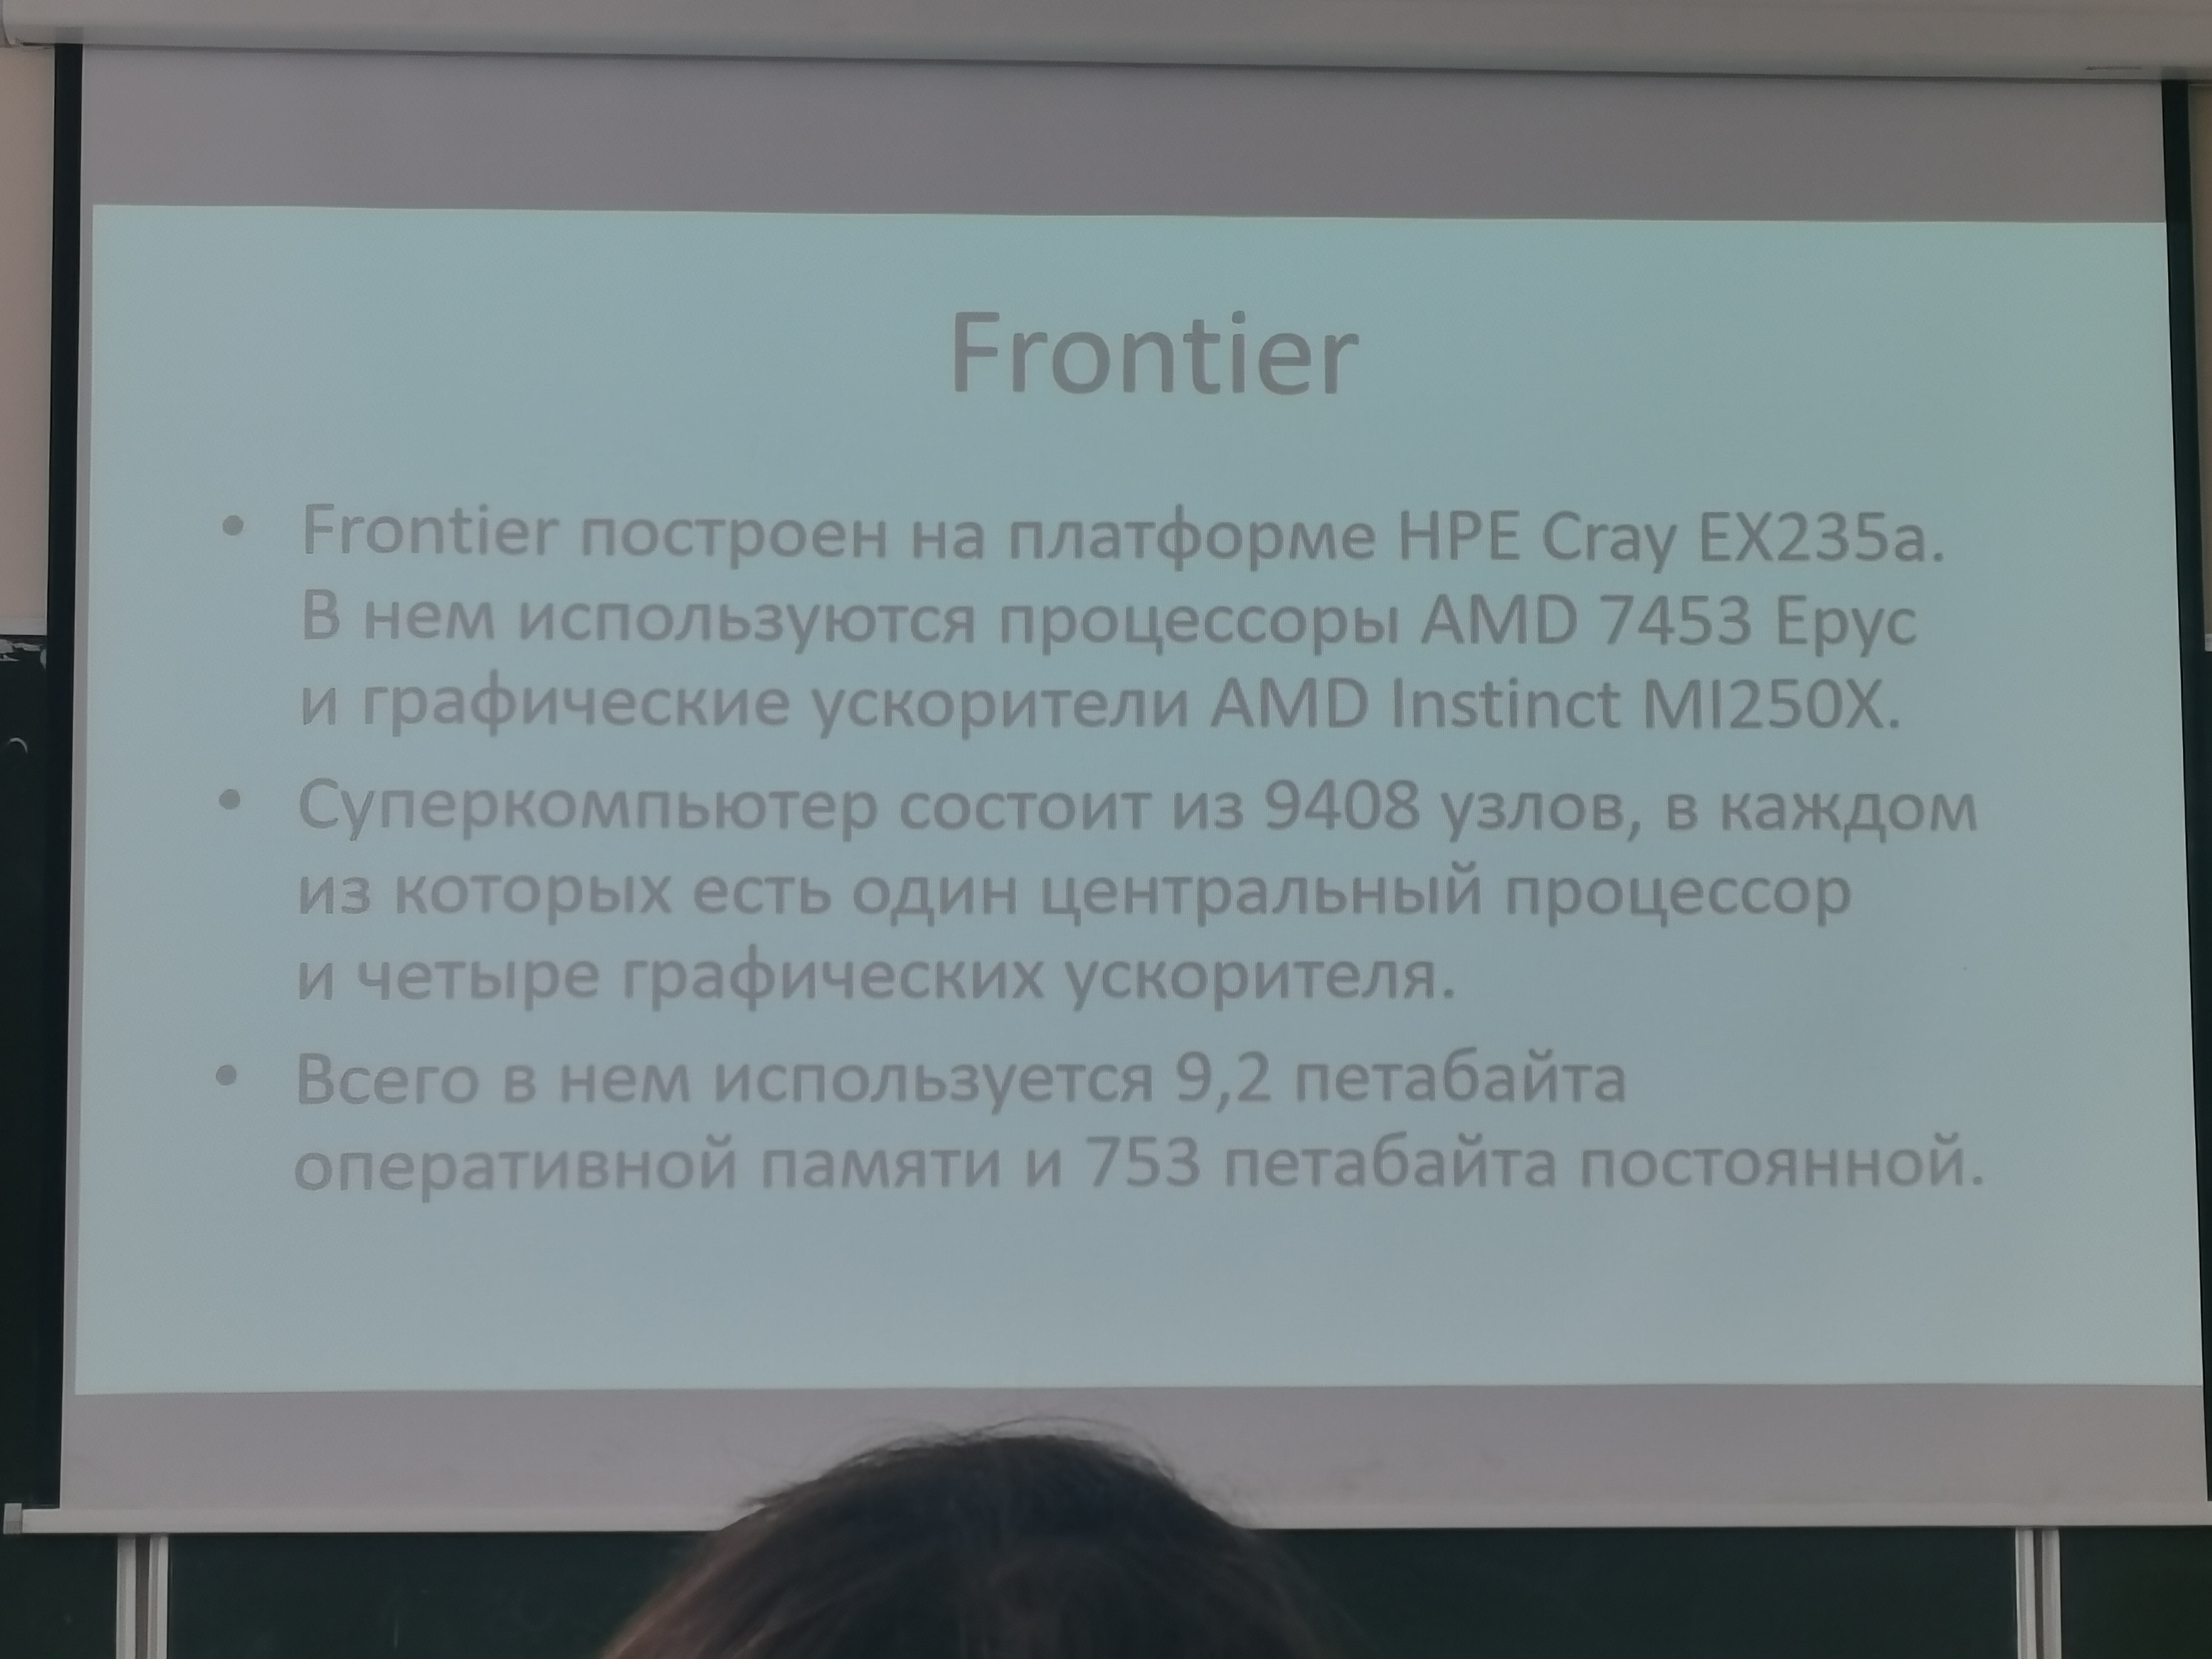 Frontier
• Frontier построен на платформе HPE Cray EX235a.
В нем используются процессоры AMD 7453 Epyc
и графические ускорители AMD Instinct MI250X.
• Суперкомпьютер состоит из 9408 узлов, в каждом
из которых есть один центральный процессор
и четыре графических ускорителя.
• Всего в нем используется 9,2 петабайта
оперативной памяти и 753 петабайта постоянной.